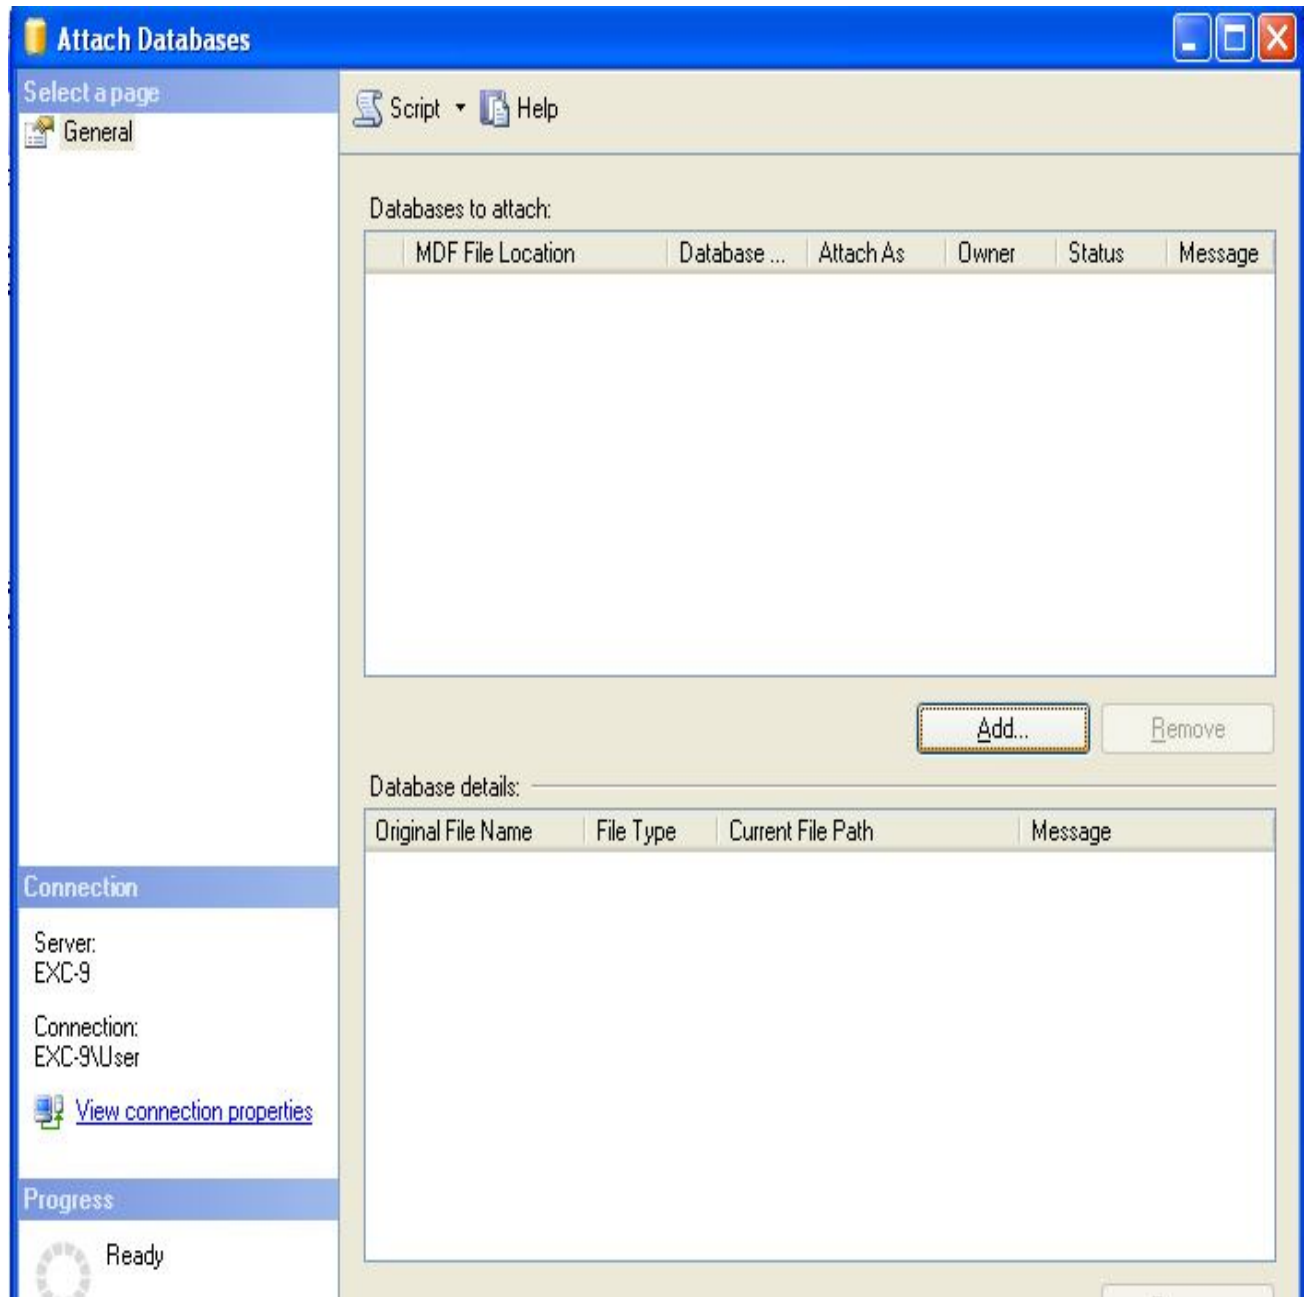 Attach Databases
Select a page
General
Script Help
Databases to attach:
MDF File Location Database ... Attach As Owner Status Message
Add... Remove
Database details:
Original File Name File Type Current File Path Message
Connection
Server:
EXC-9
Connection:
EXC-9\User
View connection properties
Progress
Ready